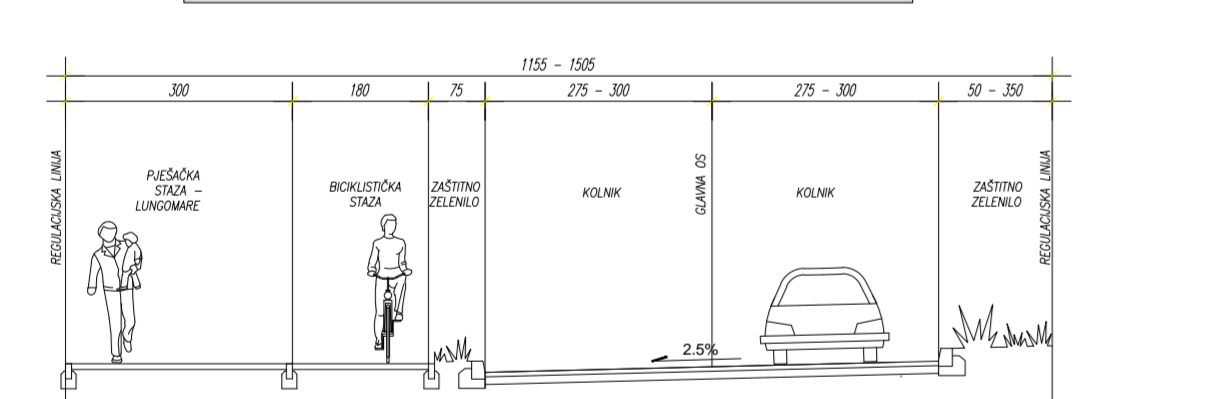 1155 - 1505
300
180
75
275 - 300
275 - 300
50 - 350
REGULACIJSKA LINIJA
PJEŠAČKA
STAZA -
LUNGOMARE
BICIKLISTIČKA
STAZA
ZAŠTITNO
ZELENILO
KOLNIK
GLAVNA OS
KOLNIK
ZAŠTITNO
ZELENILO
REGULACIJSKA LINIJA
2.5%